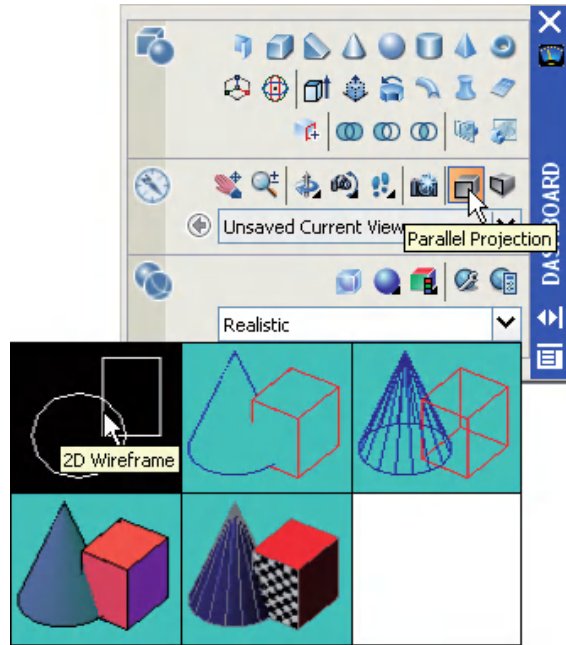 DASHBOARD
Unsaved Current View
Parallel Projection
Realistic
2D Wireframe